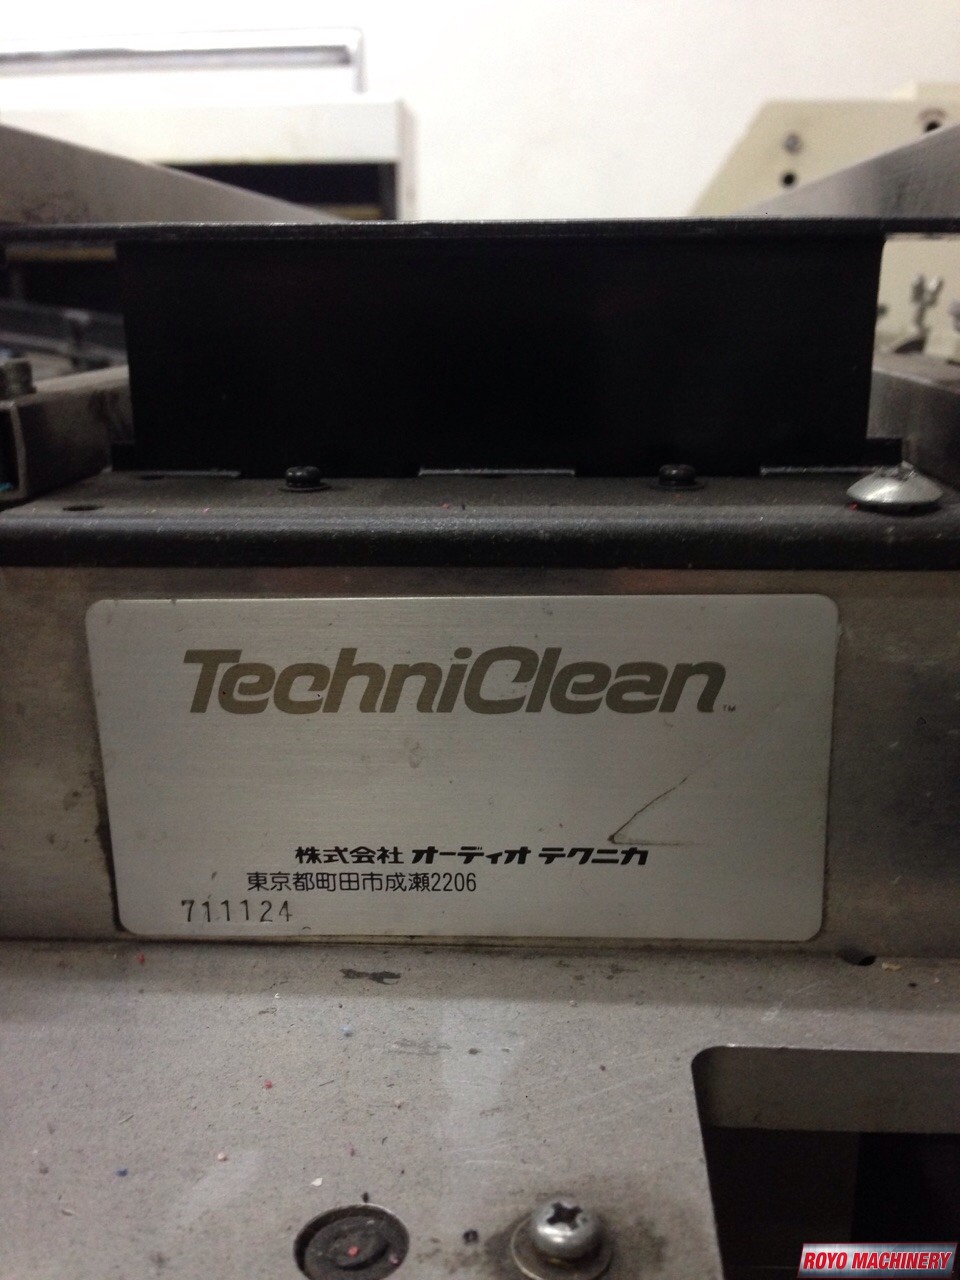 TechniClean™
株式会社 オーディオ テクニカ
東京都町田市成瀬2206
711124
ROYO MACHINERY